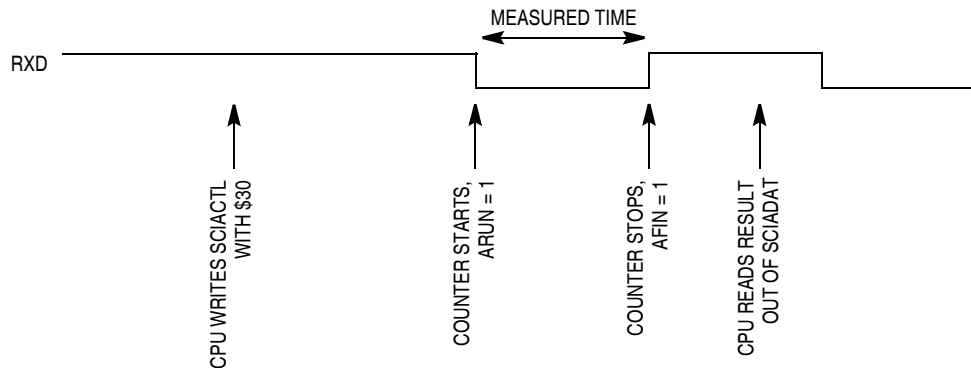 MEASURED TIME
RXD
CPU WRITES SCIACTL
WITH $30
COUNTER STARTS,
ARUN = 1
COUNTER STOPS,
AFIN = 1
CPU READS RESULT
OUT OF SCIADAT